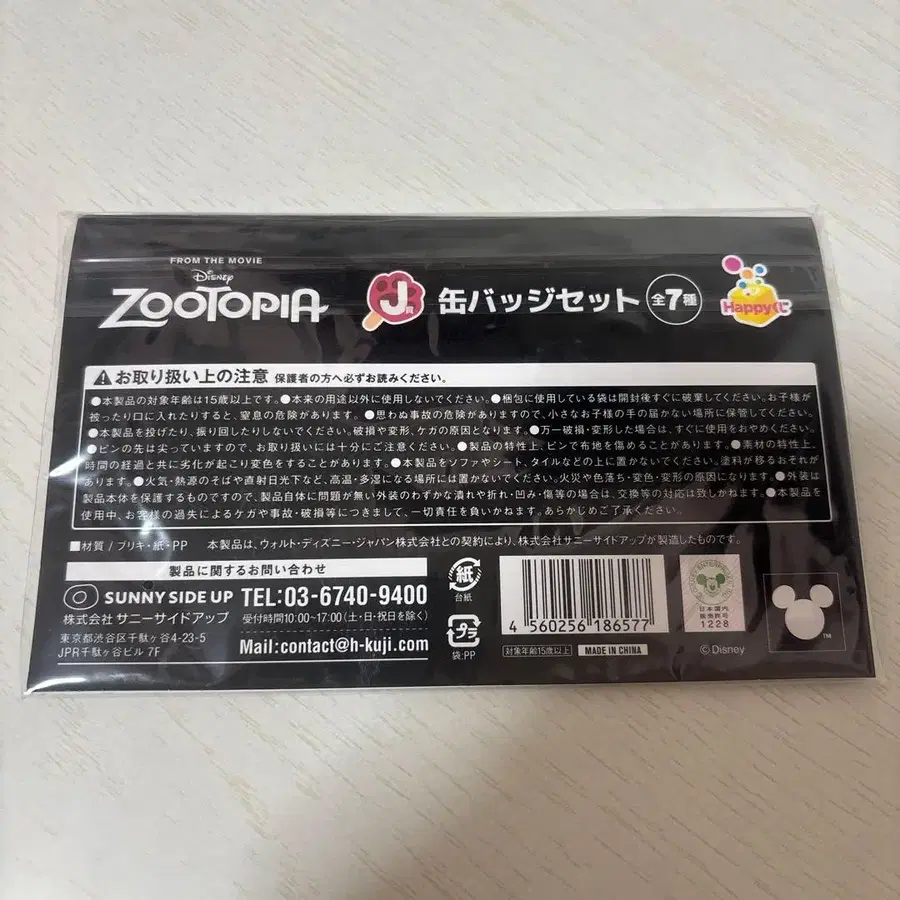 FROM THE MOVIE
Disney
ZOOTOPIA
J賞 缶バッジセット 全7種
Happyくじ
お取り扱い上の注意 保護者の方へ必ずお読みください。
●本製品の対象年齢は15歳以上です。●本来の用途以外に使用しないでください。●梱包に使用している袋は開封後すぐに破棄してください。お子様が
被ったり口に入れたりすると、窒息の危険があります。●思わぬ事故の危険がありますので、小さなお子様の手の届かない場所に保管してください。
●本製品を投げたり、振り回したりしないでください。破損や変形、ケガの原因となります。●万一破損・変形した場合は、すぐに使用をおやめください。
●ピンの先は尖っていますので、お取り扱いには十分にご注意ください。●製品の特性上、ピンで布地を傷めることがあります。●素材の特性上、
時間の経過と共に劣化が起こり変色をすることがあります。●本製品をソファやシート、タイルなどの上に置かないでください。塗料が移るおそれが
あります。●火気・熱源のそばや直射日光下など、高温・多湿になる場所には置かないでください。火災や色落ち・変色・変形の原因になります。●外装は
製品本体を保護するものですので、製品自体に問題が無い外装のわずかな潰れや折れ・凹み・傷等の場合は、交換等の対応は致しかねます。●本製品を
使用中、お客様の過失によるケガや事故・破損等につきまして、一切責任を負いかねます。あらかじめご了承ください。
■材質 / ブリキ・紙・PP 本製品は、ウォルト・ディズニー・ジャパン株式会社との契約により、株式会社サニーサイドアップが製造したものです。
製品に関するお問い合わせ
SUNNY SIDE UP
株式会社 サニーサイドアップ
東京都渋谷区千駄ヶ谷4-23-5
JPR千駄ヶ谷ビル 7F
TEL:03-6740-9400
受付時間10:00~17:00(土・日・祝日を除く)
Mail:contact@h-kuji.com
紙
台紙
プラ
袋:PP
4 560256 186577
対象年齢15歳以上
MADE IN CHINA
日本国内
販売許可
1228
©Disney
TM